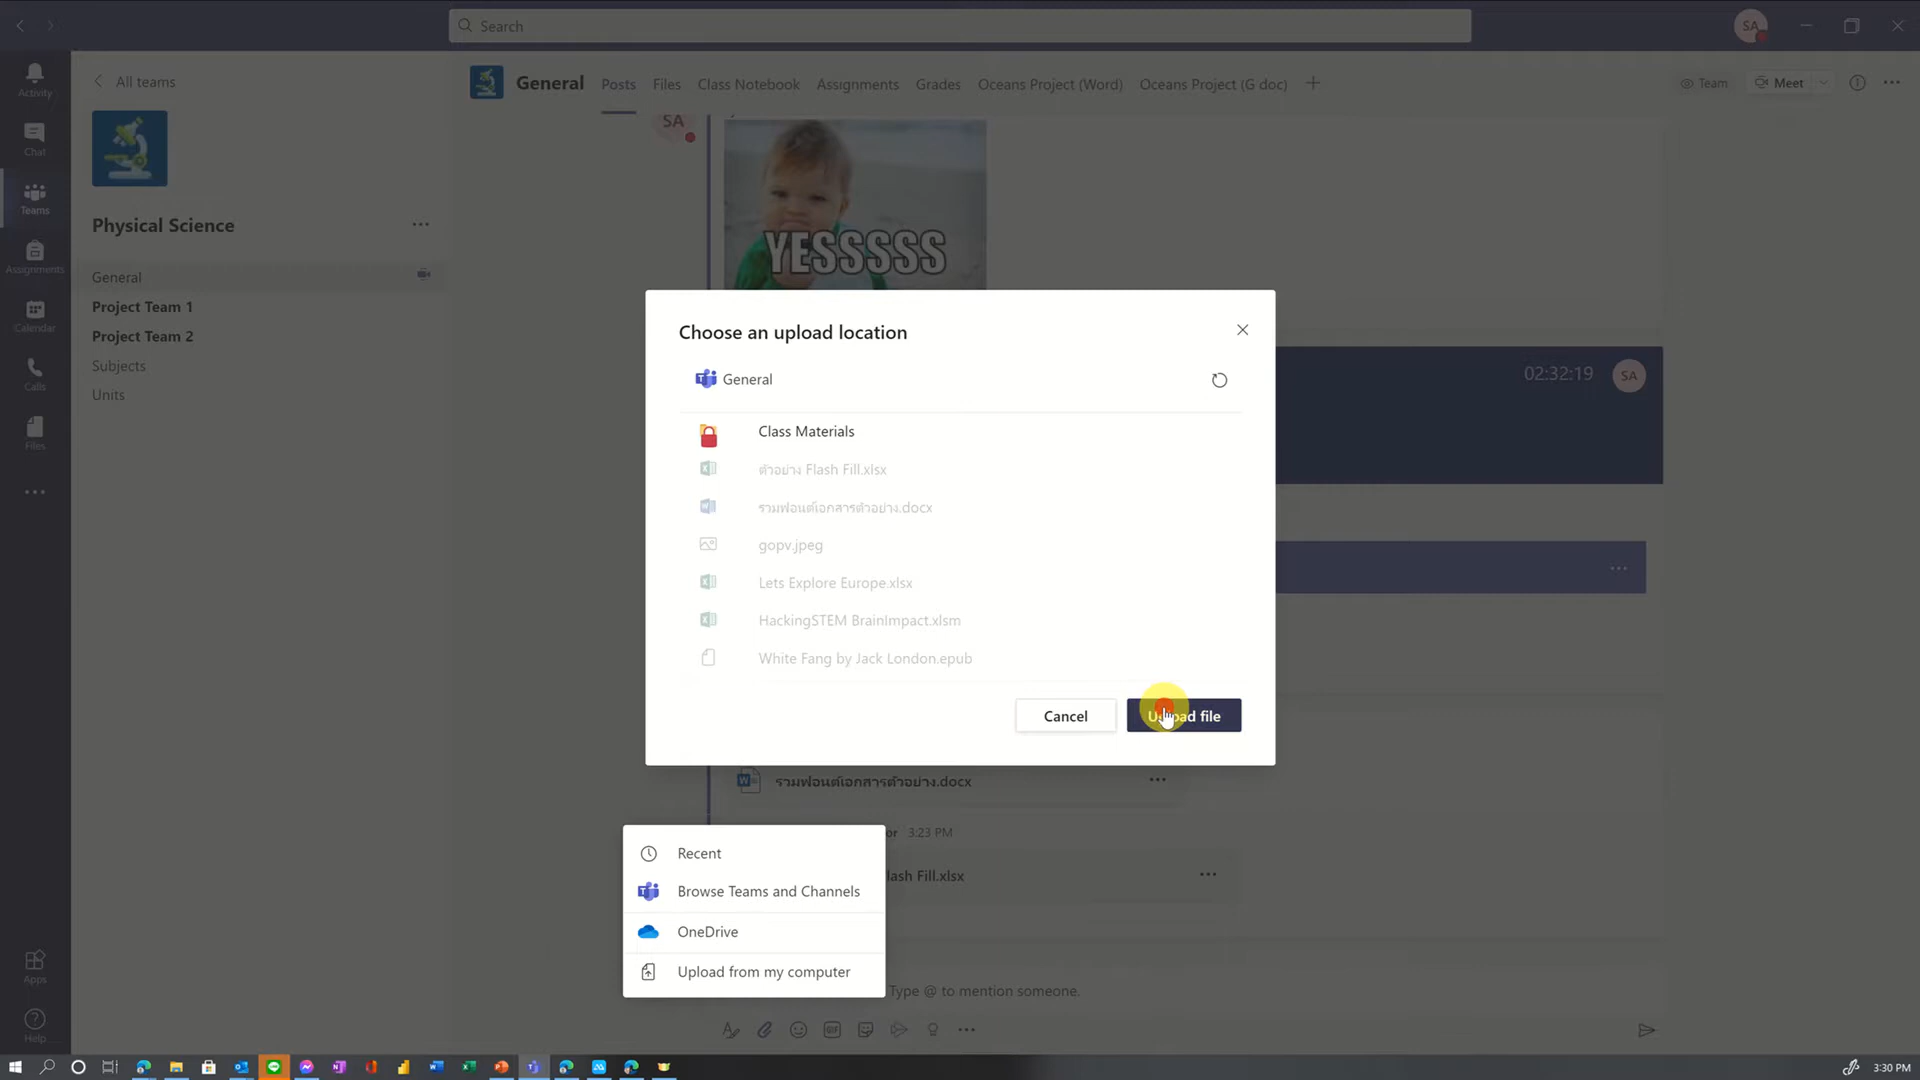 Search
SA
Activity
Chat
Teams
Assignments
Calendar
Calls
Files
Apps
Help
All teams
Physical Science
General
Project Team 1
Project Team 2
Subjects
Units
General
Posts
Files
Class Notebook
Assignments
Grades
Oceans Project (Word)
Oceans Project (G doc)
Team
Meet
SA
YESSSSS
02:32:19
SA
Choose an upload location
General
Class Materials
ตัวอย่าง Flash Fill.xlsx
รวมฟอนต์เอกสารตัวอย่าง.docx
gopv.jpeg
Lets Explore Europe.xlsx
HackingSTEM BrainImpact.xlsm
White Fang by Jack London.epub
Cancel
Upload file
รวมฟอนต์เอกสารตัวอย่าง.docx
or 3:23 PM
lash Fill.xlsx
Recent
Browse Teams and Channels
OneDrive
Upload from my computer
Type @ to mention someone.
GIF
3:30 PM